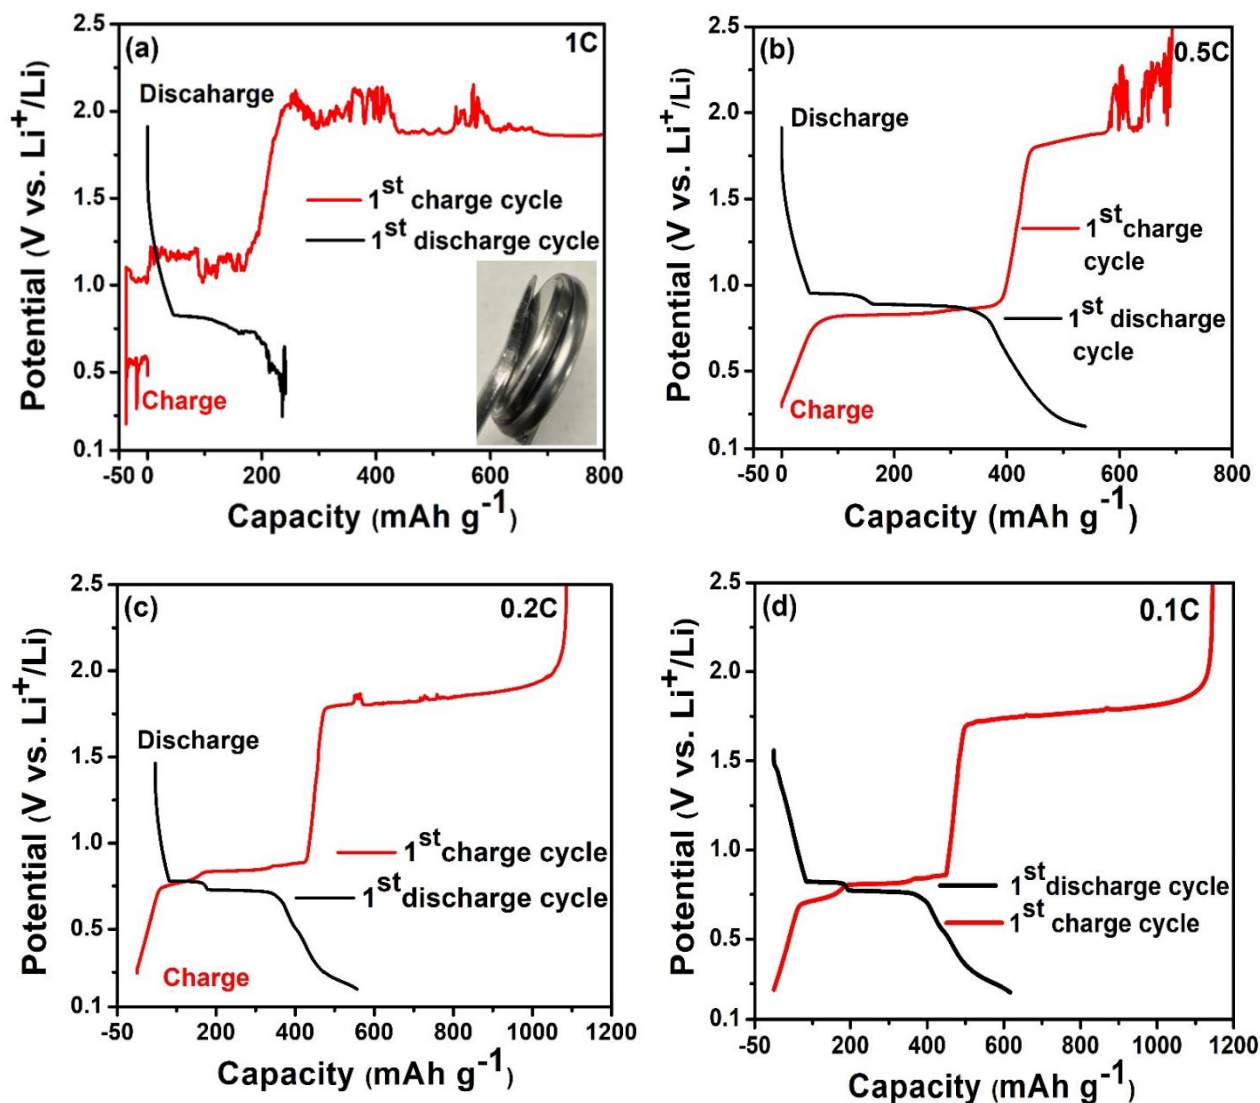 (a)
1C
Discaharge
1st charge cycle
1st discharge cycle
Charge
2.5
2.0
1.5
1.0
0.5
0.1
-50 0 200 400 600 800
Potential (V vs. Li+/Li)
Capacity (mAh g-1)
(b)
0.5C
Discharge
1st charge
cycle
1st discharge
cycle
Charge
2.5
2.0
1.5
1.0
0.5
0.1
-50 0 200 400 600 800
Potential (V vs. Li+/Li)
Capacity (mAh g-1)
(c)
0.2C
Discharge
1st charge cycle
1st discharge cycle
Charge
2.5
2.0
1.5
1.0
0.5
0.1
-50 200 400 600 800 1000 1200
Potential (V vs. Li+/Li)
Capacity (mAh g-1)
(d)
0.1C
1st discharge cycle
1st charge cycle
2.5
2.0
1.5
1.0
0.5
0.1
-50 200 400 600 800 1000 1200
Potential (V vs. Li+/Li)
Capacity (mAh g-1)